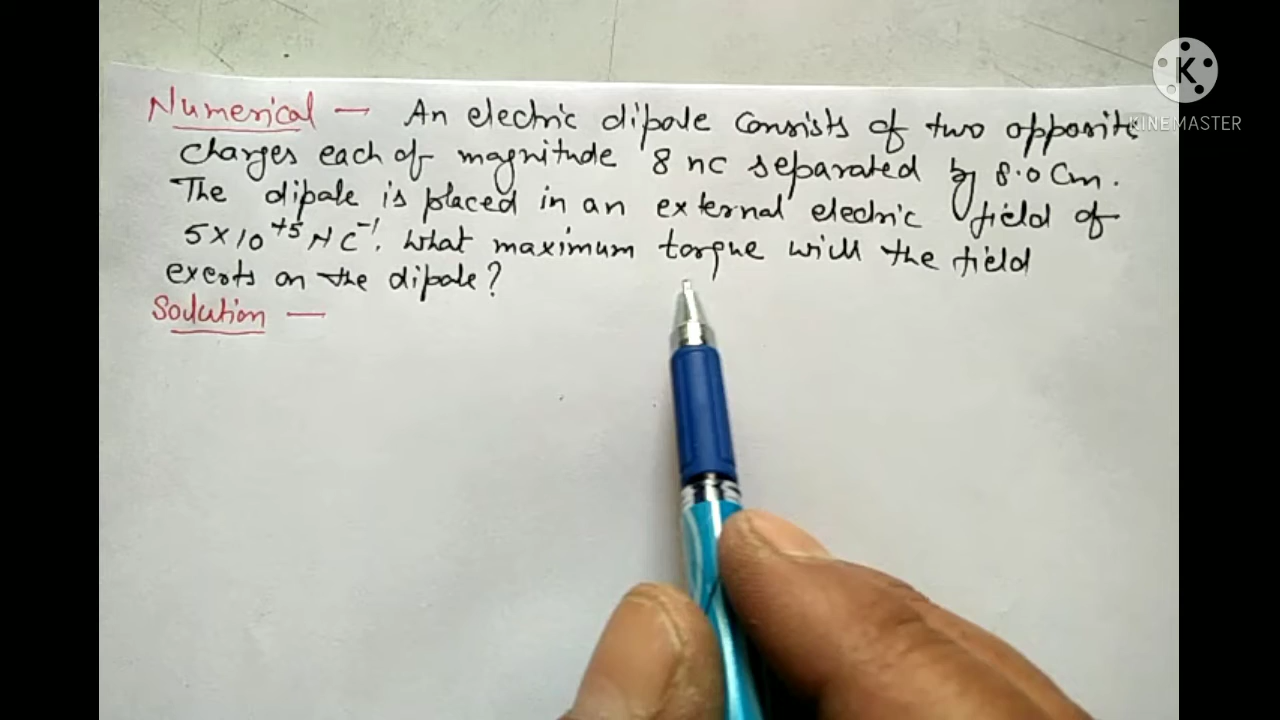 Numerical — An electric dipole consists of two opposite
charges each of magnitude 8 nc separated by 8.0 Cm.
The dipole is placed in an external electric field of
5×10⁺⁵ N C⁻¹. What maximum torque will the field
exerts on the dipole?
Solution —
K
KINEMASTER